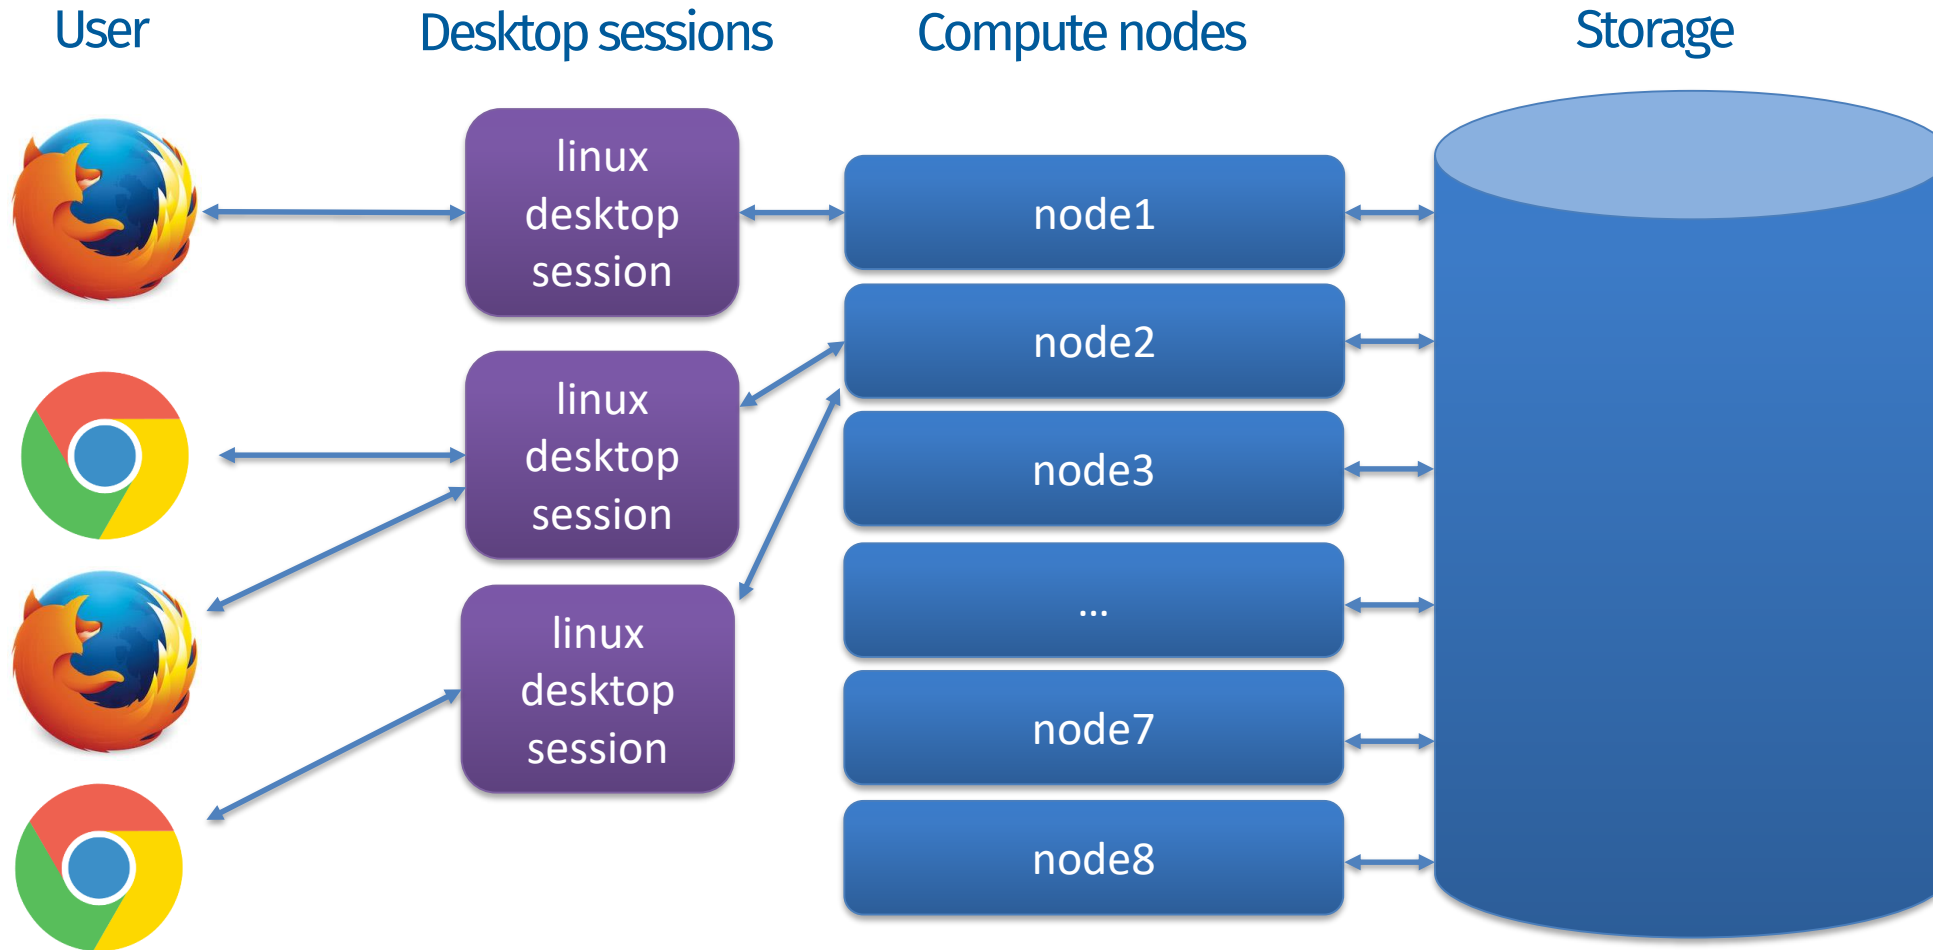 User
Desktop sessions
Compute nodes
Storage
linux
desktop
session
linux
desktop
session
linux
desktop
session
node1
node2
node3
...
node7
node8